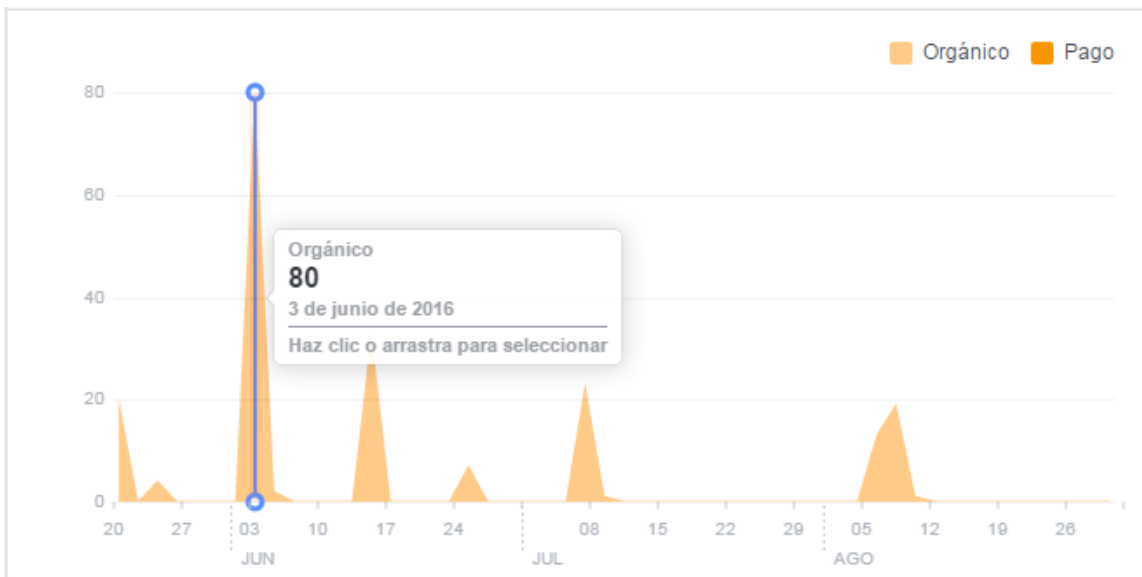 Orgánico Pago
80
60
40
20
0
Orgánico
80
3 de junio de 2016
Haz clic o arrastra para seleccionar
20 27 03 10 17 24 08 15 22 29 05 12 19 26
JUN JUL AGO